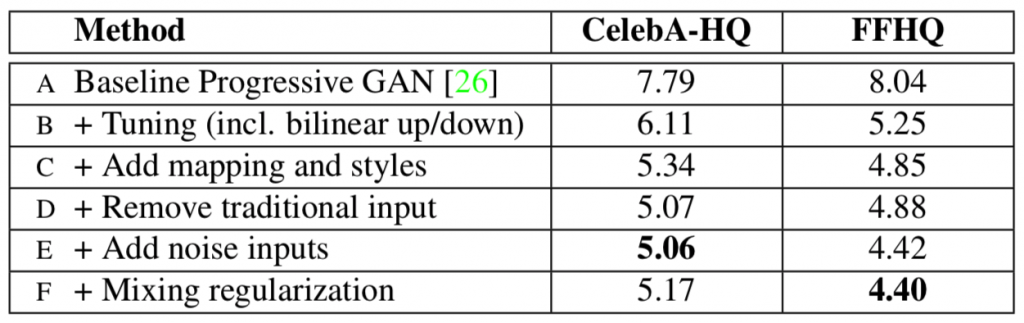 Method CelebA-HQ FFHQ
A Baseline Progressive GAN [26] 7.79 8.04
B + Tuning (incl. bilinear up/down) 6.11 5.25
C + Add mapping and styles 5.34 4.85
D + Remove traditional input 5.07 4.88
E + Add noise inputs 5.06 4.42
F + Mixing regularization 5.17 4.40